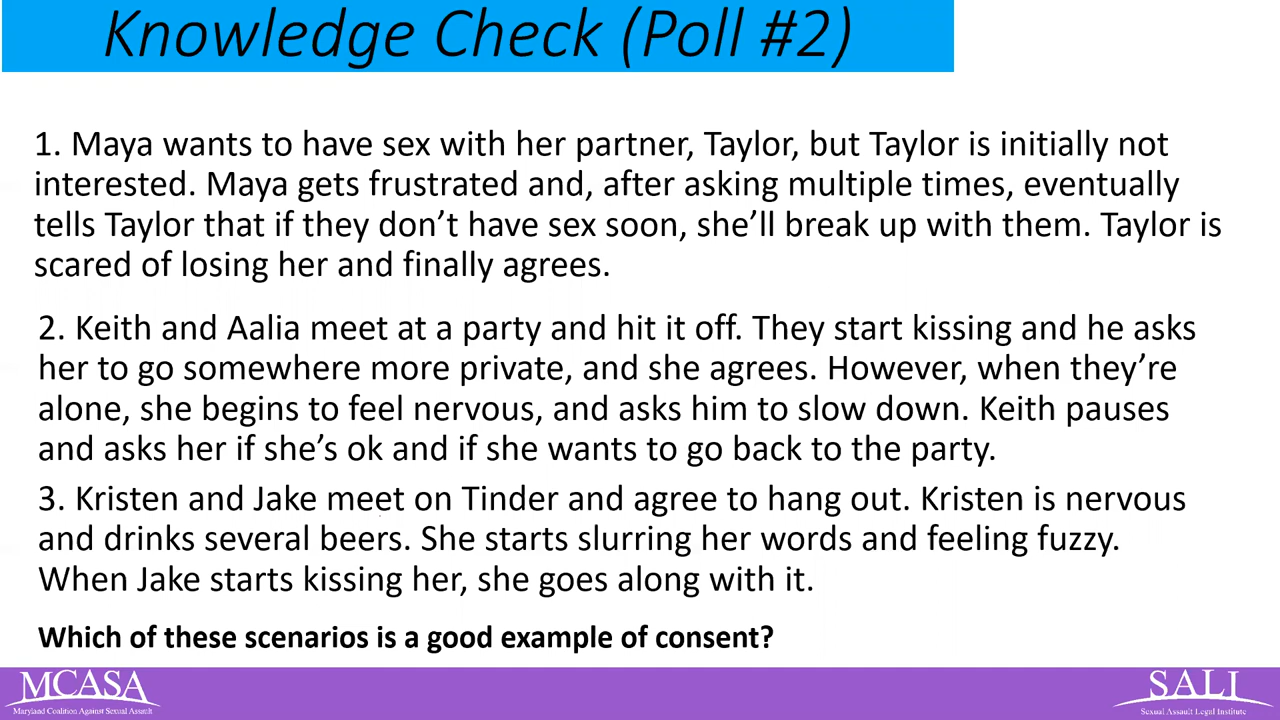 Knowledge Check (Poll #2)
1. Maya wants to have sex with her partner, Taylor, but Taylor is initially not
interested. Maya gets frustrated and, after asking multiple times, eventually
tells Taylor that if they don’t have sex soon, she’ll break up with them. Taylor is
scared of losing her and finally agrees.
2. Keith and Aalia meet at a party and hit it off. They start kissing and he asks
her to go somewhere more private, and she agrees. However, when they’re
alone, she begins to feel nervous, and asks him to slow down. Keith pauses
and asks her if she’s ok and if she wants to go back to the party.
3. Kristen and Jake meet on Tinder and agree to hang out. Kristen is nervous
and drinks several beers. She starts slurring her words and feeling fuzzy.
When Jake starts kissing her, she goes along with it.
Which of these scenarios is a good example of consent?
MCASA
Maryland Coalition Against Sexual Assault
SALI
Sexual Assault Legal Institute